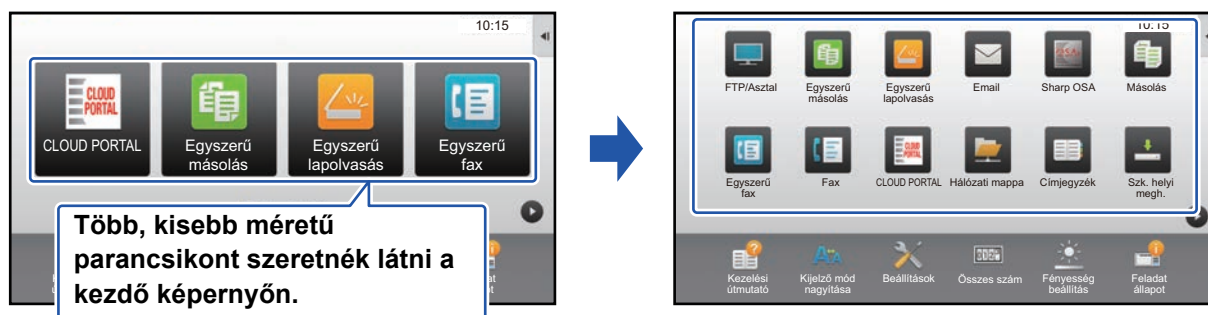 10:15
CLOUD
PORTAL
CLOUD PORTAL
Egyszerű
másolás
Egyszerű
lapolvasás
Egyszerű
fax
Több, kisebb méretű
parancsikont szeretnék látni a
kezdő képernyőn.
10:15
FTP/Asztal
Egyszerű
másolás
Egyszerű
lapolvasás
Email
Sharp OSA
Másolás
Egyszerű
fax
Fax
CLOUD PORTAL
Hálózati mappa
Címjegyzék
Szk. helyi
megh.
Kezelési
útmutató
Kijelző mód
nagyítása
Beállítások
Összes szám
Fényesség
beállítás
Feladat
állapot